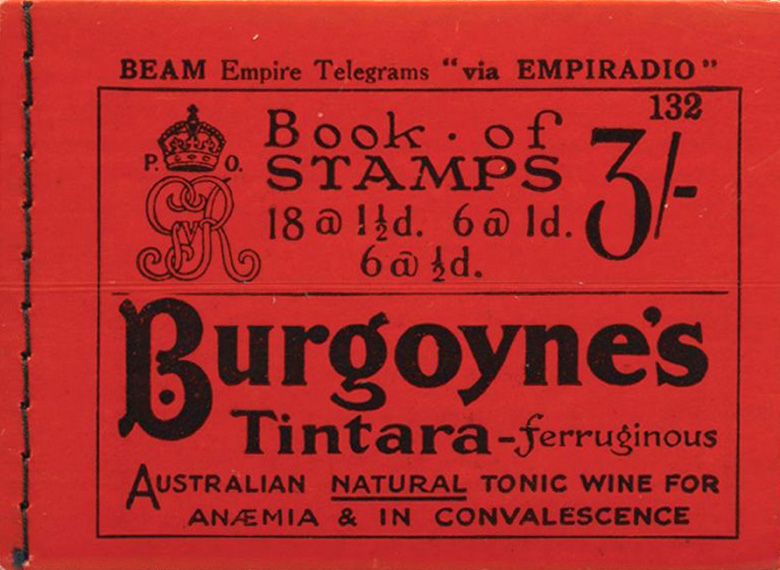 BEAM Empire Telegrams "via EMPIRADIO"
132
P. O.
GR
Book · of
STAMPS
3/-
18 @ 1½d. 6 @ 1d.
6 @ ½d.
Burgoyne's
Tintara-ferruginous
AUSTRALIAN NATURAL TONIC WINE FOR
ANÆMIA & IN CONVALESCENCE